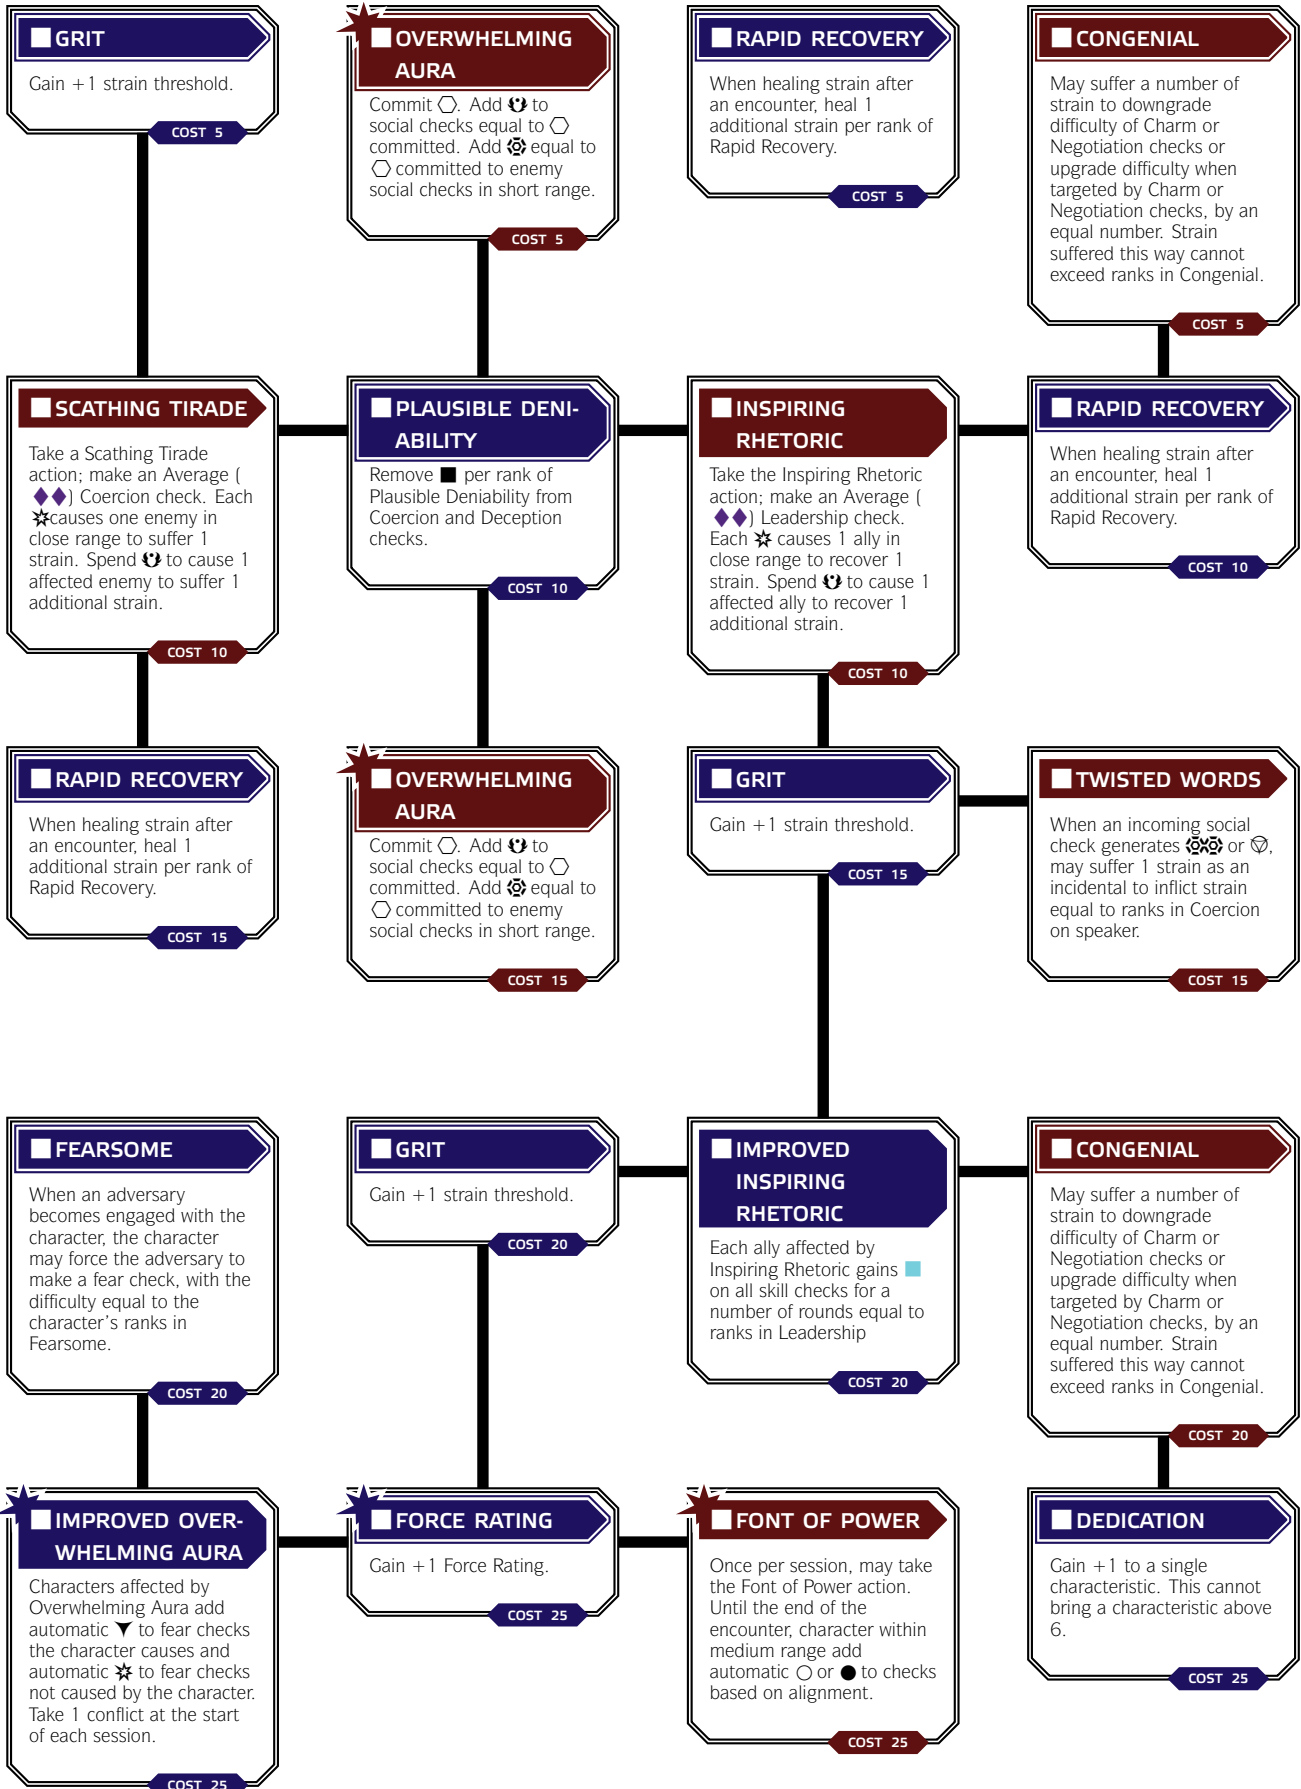 GRIT
Gain +1 strain threshold.
COST 5
OVERWHELMING
AURA
Commit ⬡. Add to
social checks equal to ⬡
committed. Add equal to
⬡ committed to enemy
social checks in short range.
COST 5
RAPID RECOVERY
When healing strain after
an encounter, heal 1
additional strain per rank of
Rapid Recovery.
COST 5
CONGENIAL
May suffer a number of
strain to downgrade
difficulty of Charm or
Negotiation checks or
upgrade difficulty when
targeted by Charm or
Negotiation checks, by an
equal number. Strain
suffered this way cannot
exceed ranks in Congenial.
COST 5
SCATHING TIRADE
Take a Scathing Tirade
action; make an Average (
◆◆) Coercion check. Each
causes one enemy in
close range to suffer 1
strain. Spend to cause 1
affected enemy to suffer 1
additional strain.
COST 10
PLAUSIBLE DENI-
ABILITY
Remove ■ per rank of
Plausible Deniability from
Coercion and Deception
checks.
COST 10
INSPIRING
RHETORIC
Take the Inspiring Rhetoric
action; make an Average (
◆◆) Leadership check.
Each causes 1 ally in
close range to recover 1
strain. Spend to cause 1
affected ally to recover 1
additional strain.
COST 10
RAPID RECOVERY
When healing strain after
an encounter, heal 1
additional strain per rank of
Rapid Recovery.
COST 10
RAPID RECOVERY
When healing strain after
an encounter, heal 1
additional strain per rank of
Rapid Recovery.
COST 15
OVERWHELMING
AURA
Commit ⬡. Add to
social checks equal to ⬡
committed. Add equal to
⬡ committed to enemy
social checks in short range.
COST 15
GRIT
Gain +1 strain threshold.
COST 15
TWISTED WORDS
When an incoming social
check generates or ,
may suffer 1 strain as an
incidental to inflict strain
equal to ranks in Coercion
on speaker.
COST 15
FEARSOME
When an adversary
becomes engaged with the
character, the character
may force the adversary to
make a fear check, with the
difficulty equal to the
character's ranks in
Fearsome.
COST 20
GRIT
Gain +1 strain threshold.
COST 20
IMPROVED
INSPIRING
RHETORIC
Each ally affected by
Inspiring Rhetoric gains ■
on all skill checks for a
number of rounds equal to
ranks in Leadership
COST 20
CONGENIAL
May suffer a number of
strain to downgrade
difficulty of Charm or
Negotiation checks or
upgrade difficulty when
targeted by Charm or
Negotiation checks, by an
equal number. Strain
suffered this way cannot
exceed ranks in Congenial.
COST 20
IMPROVED OVER-
WHELMING AURA
Characters affected by
Overwhelming Aura add
automatic to fear checks
the character causes and
automatic to fear checks
not caused by the character.
Take 1 conflict at the start
of each session.
COST 25
FORCE RATING
Gain +1 Force Rating.
COST 25
FONT OF POWER
Once per session, may take
the Font of Power action.
Until the end of the
encounter, character within
medium range add
automatic ○ or ● to checks
based on alignment.
COST 25
DEDICATION
Gain +1 to a single
characteristic. This cannot
bring a characteristic above
6.
COST 25